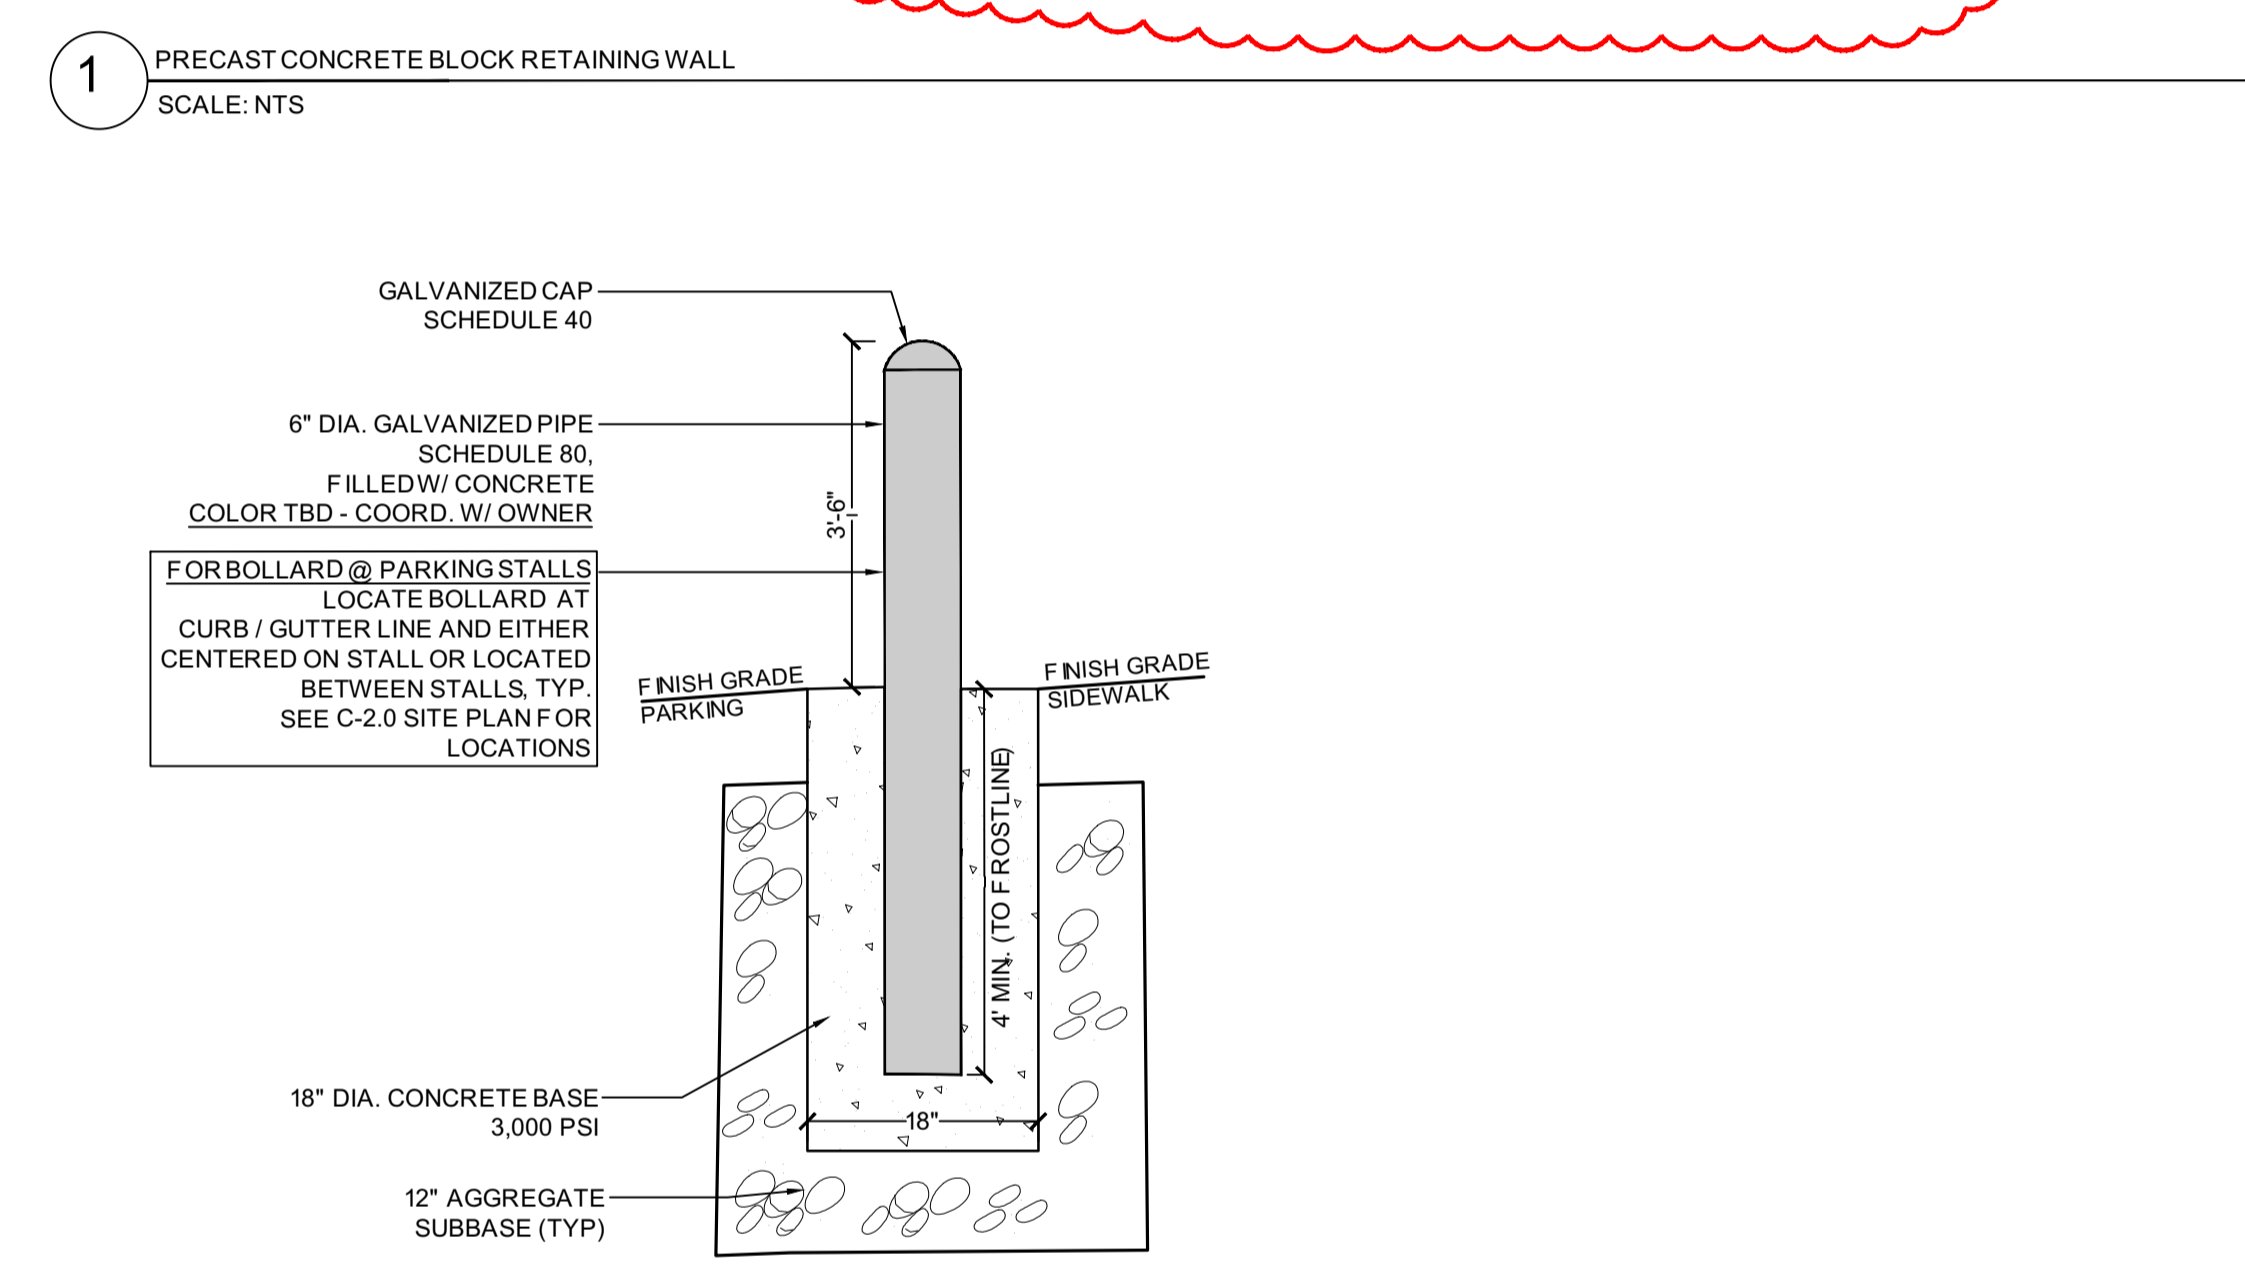 1
PRECAST CONCRETE BLOCK RETAINING WALL
SCALE: NTS
GALVANIZED CAP
SCHEDULE 40
6" DIA. GALVANIZED PIPE
SCHEDULE 80,
FILLED W/ CONCRETE
COLOR TBD - COORD. W/ OWNER
FOR BOLLARD @ PARKING STALLS
LOCATE BOLLARD AT
CURB / GUTTER LINE AND EITHER
CENTERED ON STALL OR LOCATED
BETWEEN STALLS, TYP.
SEE C-2.0 SITE PLAN FOR
LOCATIONS
3'-6"
FINISH GRADE
PARKING
FINISH GRADE
SIDEWALK
4' MIN. (TO FROSTLINE)
18" DIA. CONCRETE BASE
3,000 PSI
18"
12" AGGREGATE
SUBBASE (TYP)